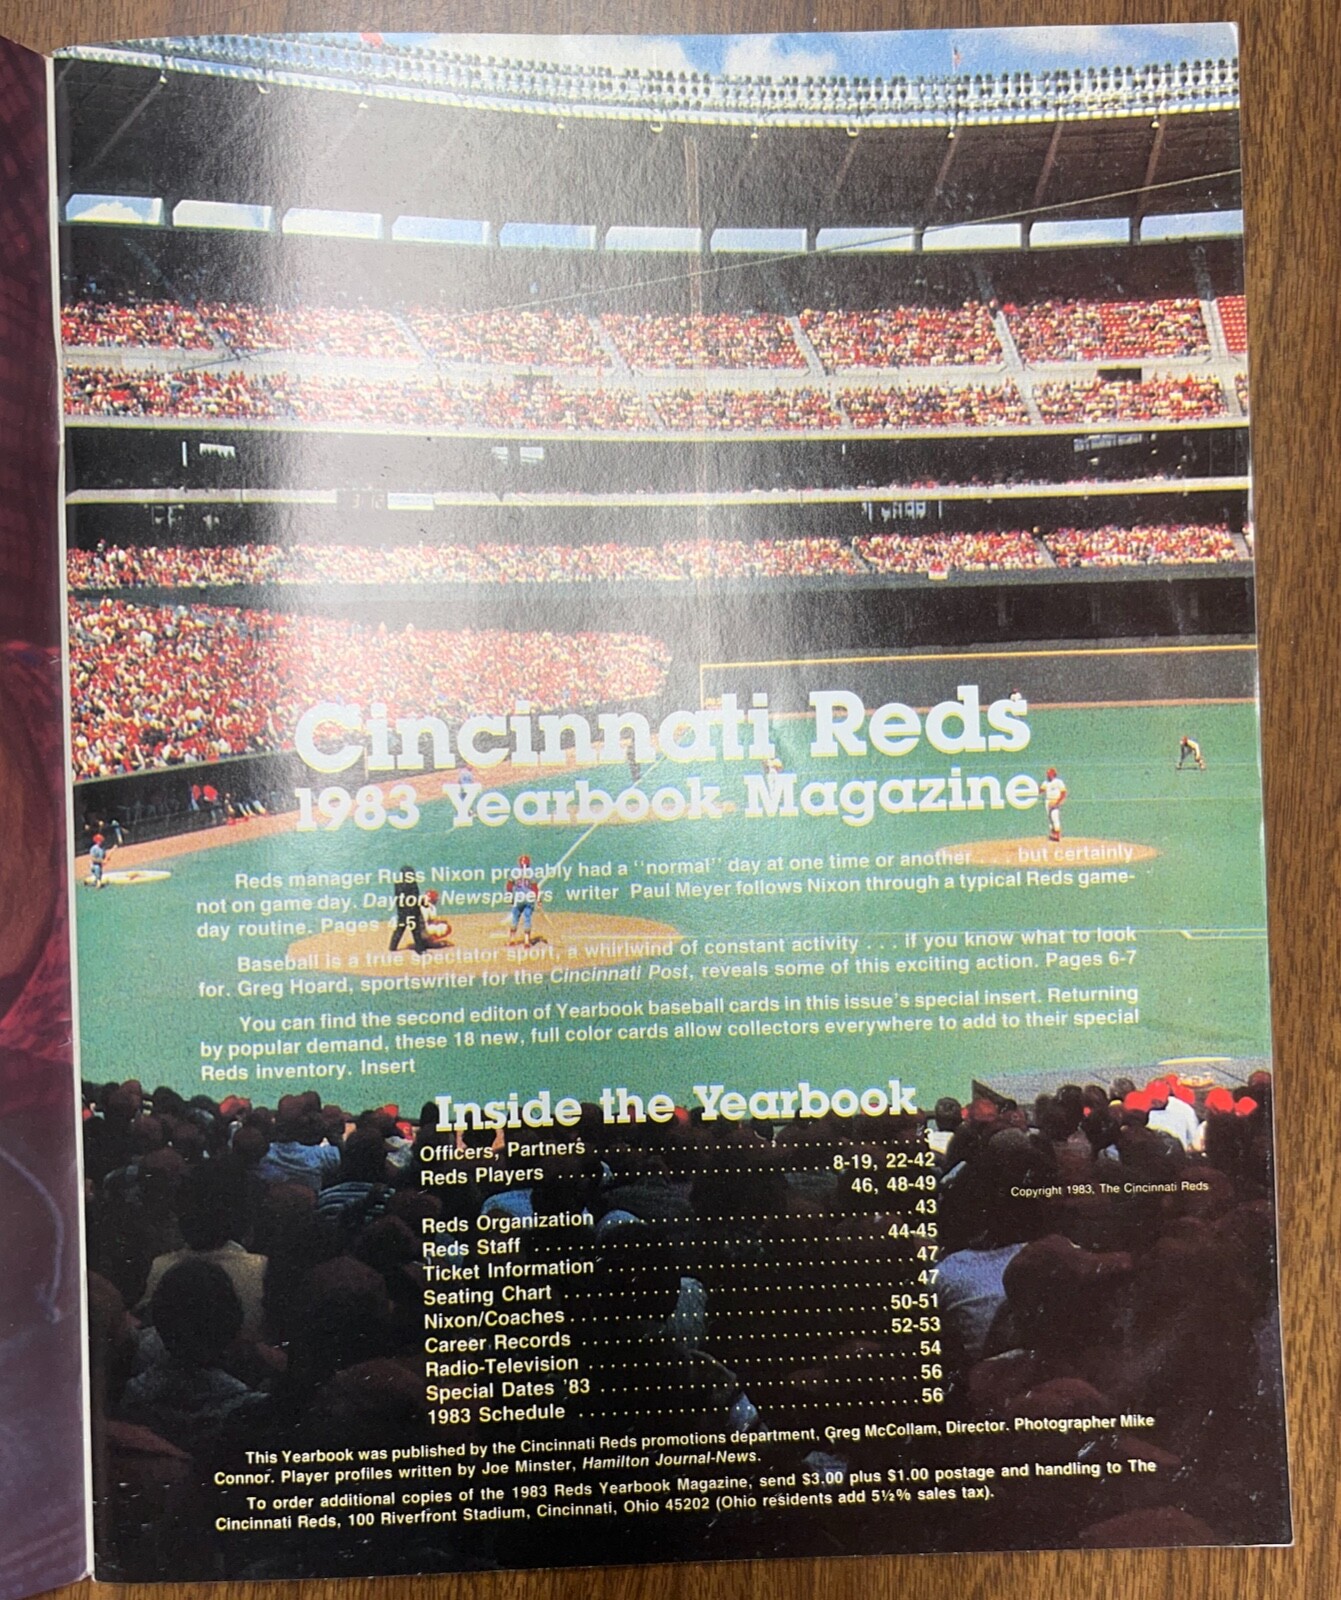 Cincinnati Reds
1983 Yearbook Magazine
Reds manager Russ Nixon probably had a "normal" day at one time or another . . . but certainly
not on game day. Dayton Newspapers writer Paul Meyer follows Nixon through a typical Reds game-
day routine. Pages 4-5
Baseball is a true spectator sport, a whirlwind of constant activity . . . if you know what to look
for. Greg Hoard, sportswriter for the Cincinnati Post, reveals some of this exciting action. Pages 6-7
You can find the second editon of Yearbook baseball cards in this issue's special insert. Returning
by popular demand, these 18 new, full color cards allow collectors everywhere to add to their special
Reds inventory. Insert
Inside the Yearbook
Officers, Partners . . . . . . . . . . . . . . . . . . . . . . . . . . . . . . 3
Reds Players . . . . . . . . . . . . . . . . . . . . . . . . . 8-19, 22-42
46, 48-49
Reds Organization . . . . . . . . . . . . . . . . . . . . . . . . . . . . 43
Reds Staff . . . . . . . . . . . . . . . . . . . . . . . . . . . . . . . 44-45
Ticket Information . . . . . . . . . . . . . . . . . . . . . . . . . . . . 47
Seating Chart . . . . . . . . . . . . . . . . . . . . . . . . . . . . . . . 47
Nixon/Coaches . . . . . . . . . . . . . . . . . . . . . . . . . . . . 50-51
Career Records . . . . . . . . . . . . . . . . . . . . . . . . . . . . 52-53
Radio-Television . . . . . . . . . . . . . . . . . . . . . . . . . . . . . 54
Special Dates '83 . . . . . . . . . . . . . . . . . . . . . . . . . . . . 56
1983 Schedule . . . . . . . . . . . . . . . . . . . . . . . . . . . . . . 56
Copyright 1983, The Cincinnati Reds
This Yearbook was published by the Cincinnati Reds promotions department, Greg McCollam, Director. Photographer Mike
Connor. Player profiles written by Joe Minster, Hamilton Journal-News.
To order additional copies of the 1983 Reds Yearbook Magazine, send $3.00 plus $1.00 postage and handling to The
Cincinnati Reds, 100 Riverfront Stadium, Cincinnati, Ohio 45202 (Ohio residents add 5½% sales tax).